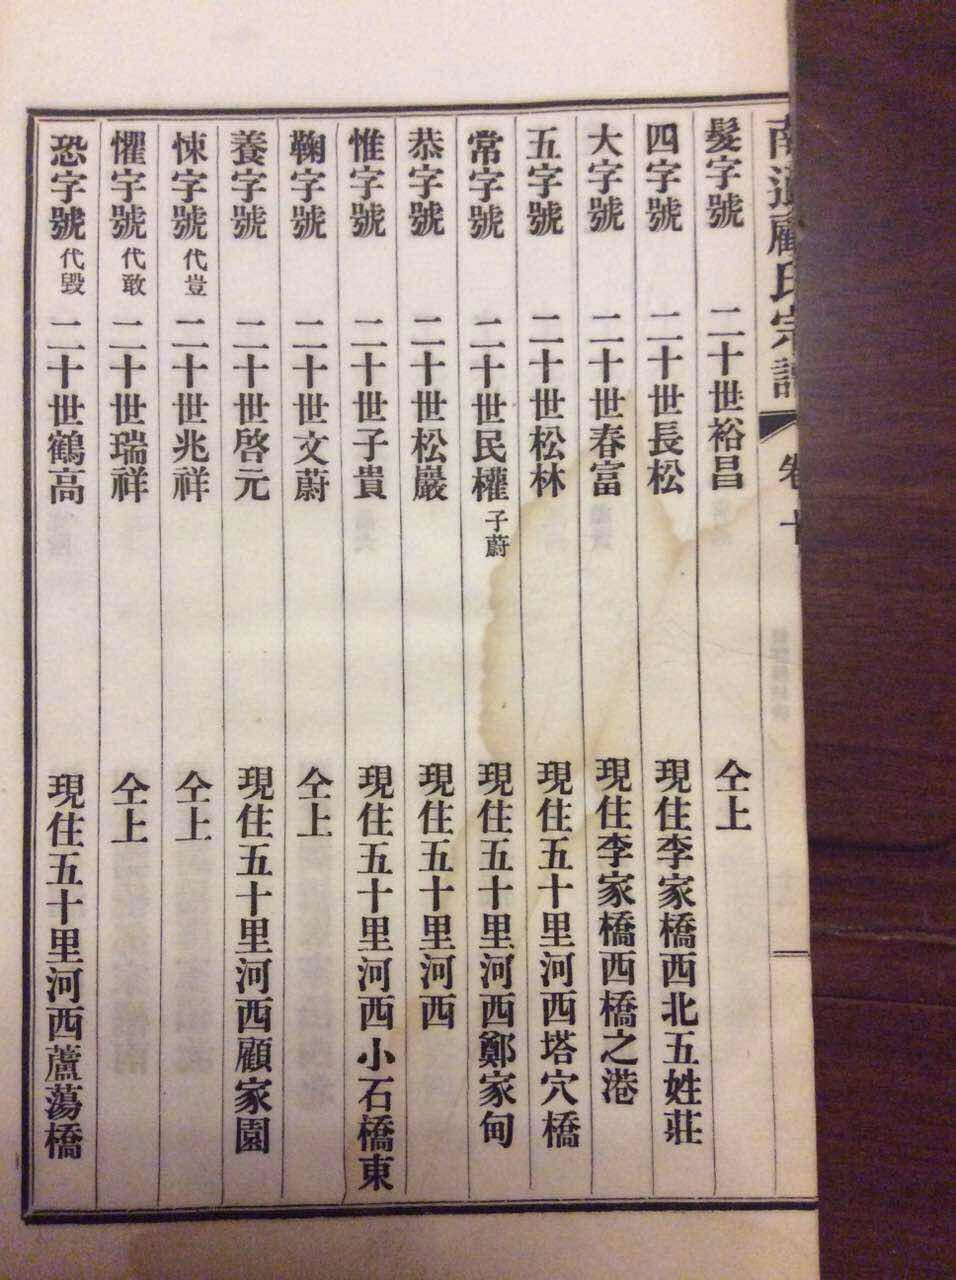 南通顧氏宗譜 卷十
髮字號 二十世裕昌 仝上
四字號 二十世長松 現住李家橋西北五姓莊
大字號 二十世春富 現住李家橋西橋之港
五字號 二十世松林 現住五十里河西塔穴橋
常字號 二十世民權 子蔚 現住五十里河西鄭家甸
恭字號 二十世松巖 現住五十里河西
惟字號 二十世子貴 現住五十里河西小石橋東
鞠字號 二十世文蔚 仝上
養字號 二十世啓元 現住五十里河西顧家園
悚字號 代豈 二十世兆祥 仝上
懼字號 代敢 二十世瑞祥 仝上
恐字號 代毀 二十世鶴高 現住五十里河西蘆蕩橋